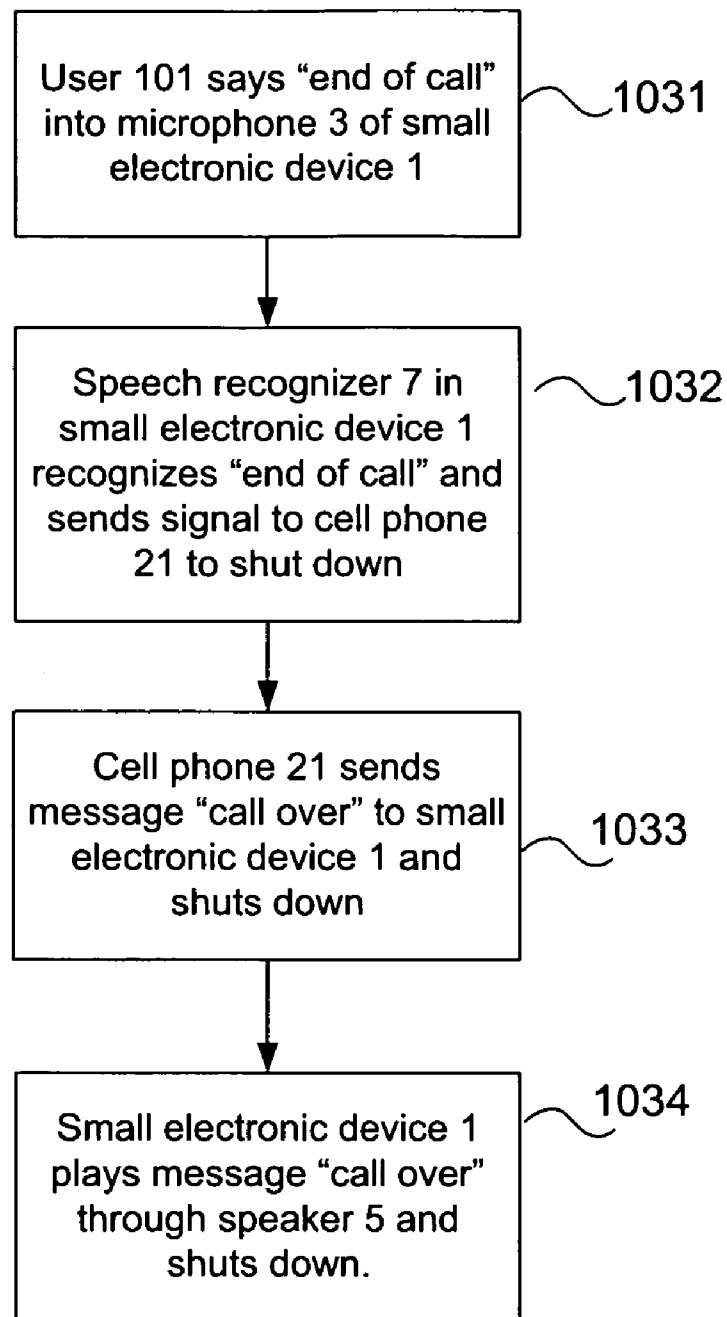 User 101 says “end of call”
into microphone 3 of small
electronic device 1
1031
Speech recognizer 7 in
small electronic device 1
recognizes “end of call” and
sends signal to cell phone
21 to shut down
1032
Cell phone 21 sends
message “call over” to small
electronic device 1 and
shuts down
1033
Small electronic device 1
plays message “call over”
through speaker 5 and
shuts down.
1034